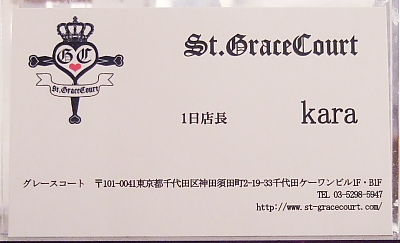 G C
St.GraceCourt
St.GraceCourt
1日店長 kara
グレースコート 〒101-0041東京都千代田区神田須田町2-19-33千代田ケーワンビル1F・B1F
TEL 03-5298-5947
http://www.st-gracecourt.com/